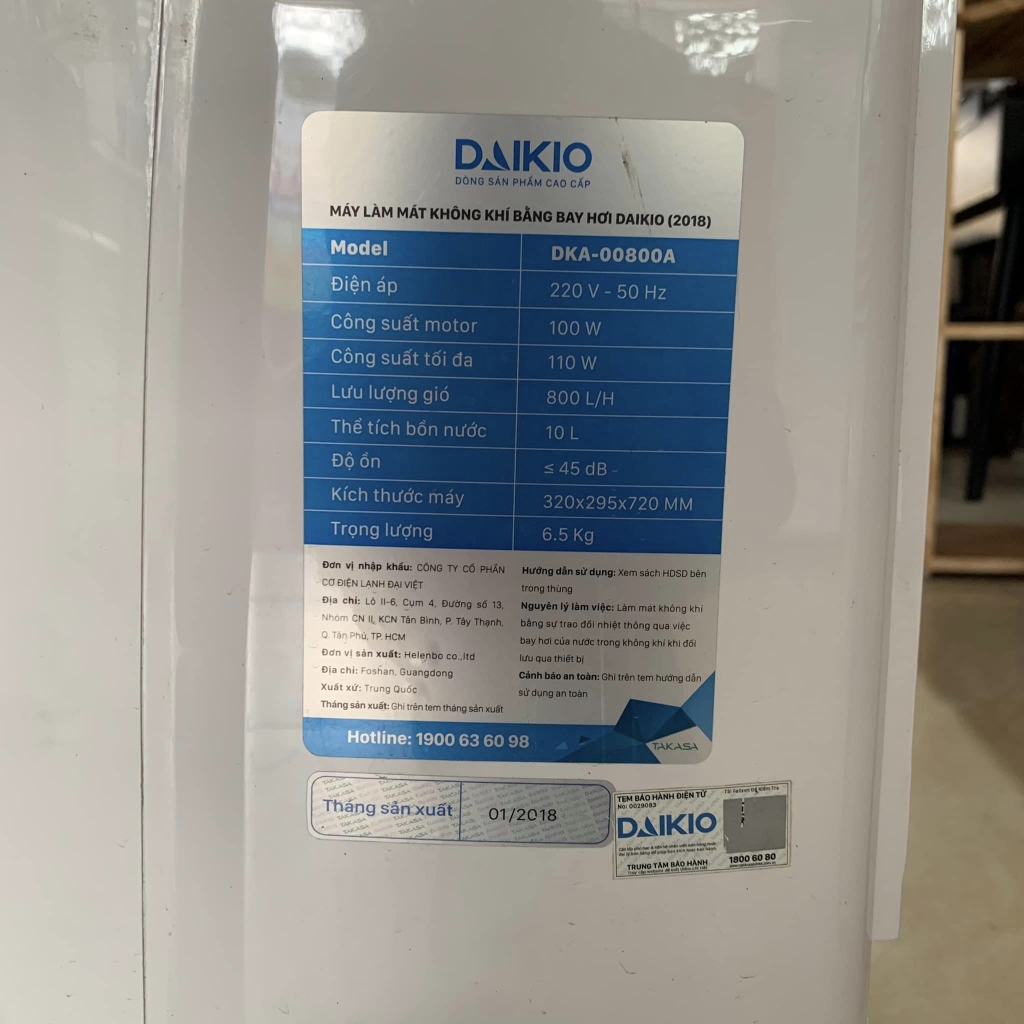 DAIKIO
DÒNG SẢN PHẨM CAO CẤP
MÁY LÀM MÁT KHÔNG KHÍ BẰNG BAY HƠI DAIKIO (2018)
Model DKA-00800A
Điện áp 220 V - 50 Hz
Công suất motor 100 W
Công suất tối đa 110 W
Lưu lượng gió 800 L/H
Thể tích bồn nước 10 L
Độ ồn ≤ 45 dB
Kích thước máy 320x295x720 MM
Trọng lượng 6.5 Kg
Đơn vị nhập khẩu: CÔNG TY CỔ PHẦN
CƠ ĐIỆN LẠNH ĐẠI VIỆT
Địa chỉ: Lô II-6, Cụm 4, Đường số 13,
Nhóm CN II, KCN Tân Bình, P. Tây Thạnh,
Q. Tân Phú, TP. HCM
Đơn vị sản xuất: Helenbo co.,ltd
Địa chỉ: Foshan, Guangdong
Xuất xứ: Trung Quốc
Tháng sản xuất: Ghi trên tem tháng sản xuất
Hướng dẫn sử dụng: Xem sách HDSD bên
trong thùng
Nguyên lý làm việc: Làm mát không khí
bằng sự trao đổi nhiệt thông qua việc
bay hơi của nước trong không khí khi đối
lưu qua thiết bị
Cảnh báo an toàn: Ghi trên tem hướng dẫn
sử dụng an toàn
Hotline: 1900 63 60 98
TAKASA
Tháng sản xuất 01/2018
TEM BẢO HÀNH ĐIỆN TỬ
No: 0029083
DAIKIO
TRUNG TÂM BẢO HÀNH
1800 60 80